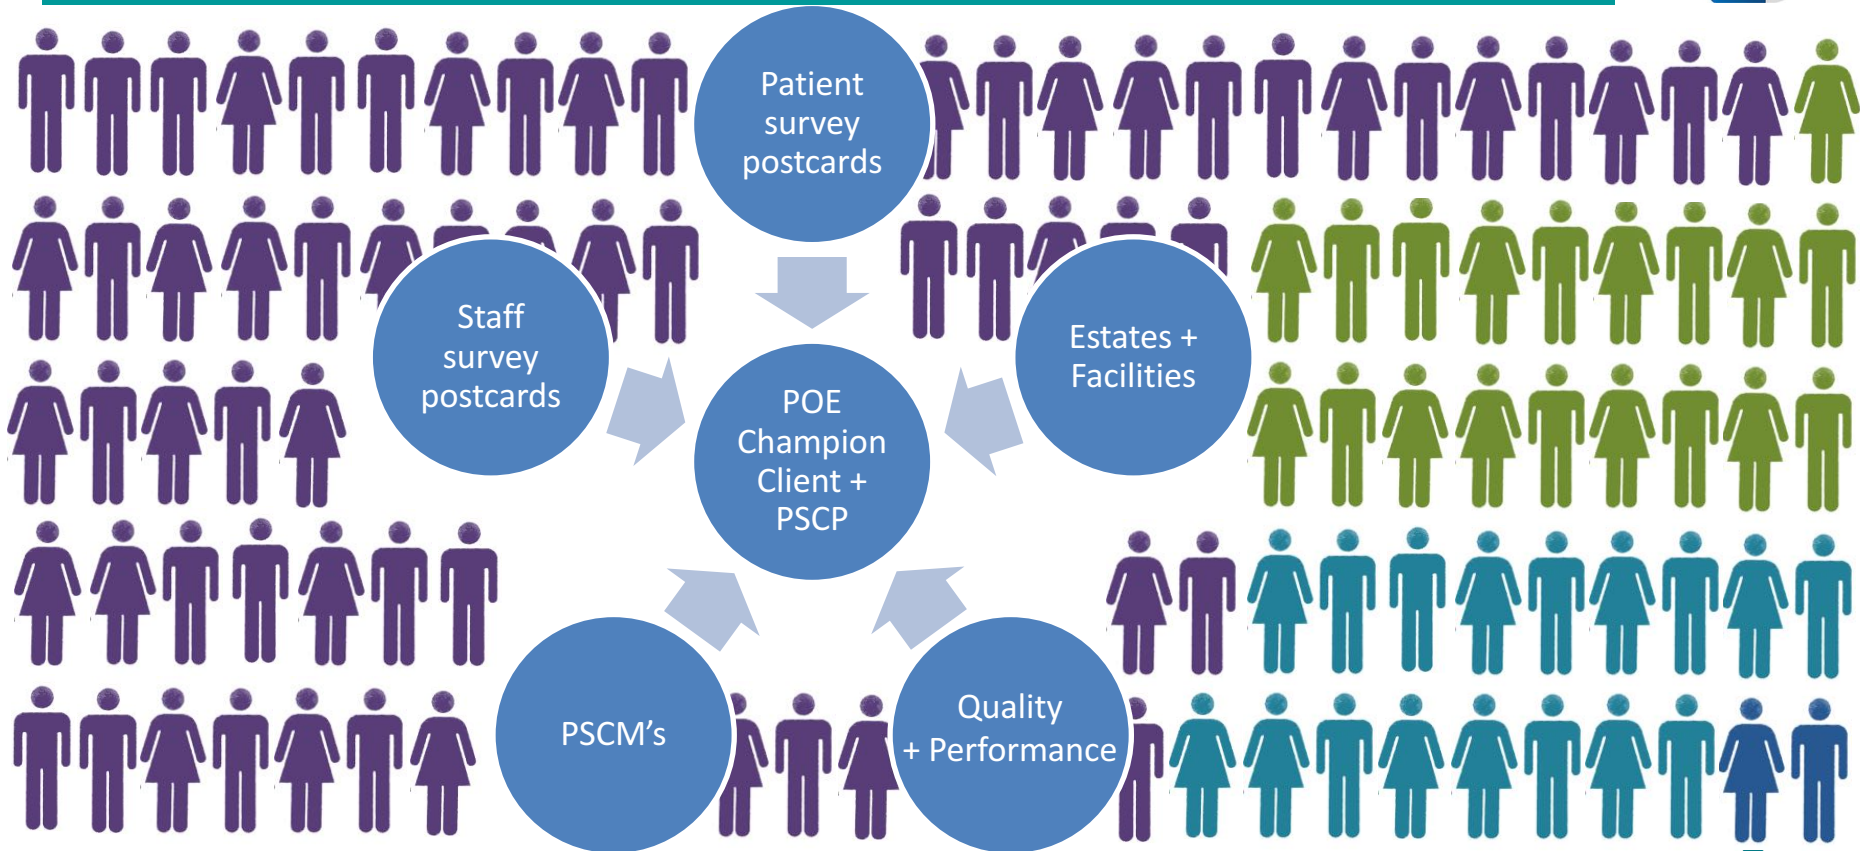 Patient
survey
postcards
Staff
survey
postcards
Estates +
Facilities
POE
Champion
Client +
PSCP
PSCM's
Quality
+ Performance